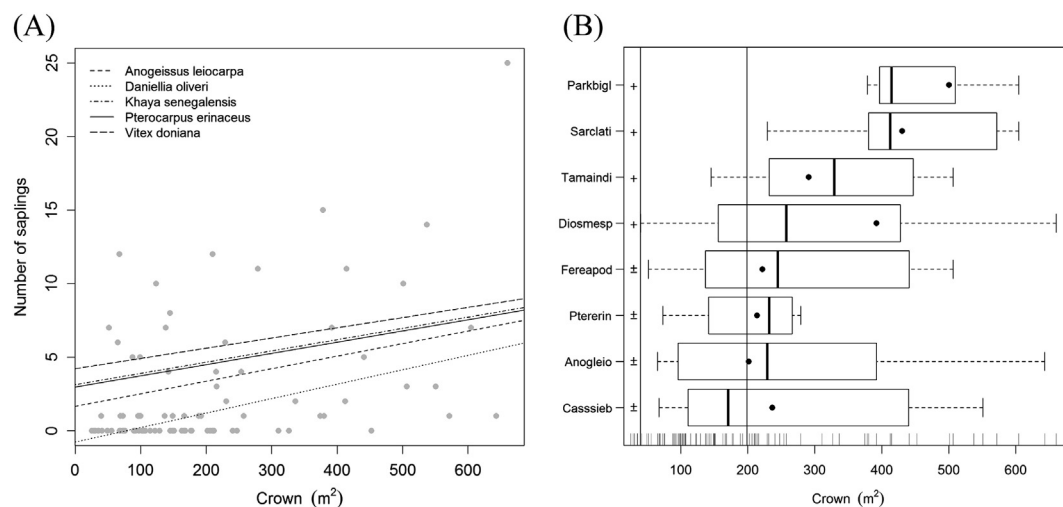 (A)
Number of saplings
25
20
15
10
5
0
Anogeissus leiocarpa
Daniellia oliveri
Khaya senegalensis
Pterocarpus erinaceus
Vitex doniana
0 100 200 300 400 500 600
Crown (m²)
(B)
Parkbigl +
Sarclati +
Tamaindi +
Diosmesp +
Fereapod ±
Ptererin ±
Anogleio ±
Casssieb ±
100 200 300 400 500 600
Crown (m²)